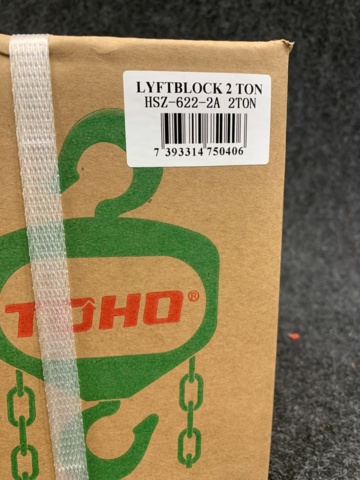 LYFTBLOCK 2 TON
HSZ-622-2A 2TON
7 393314 750406
TOHO®